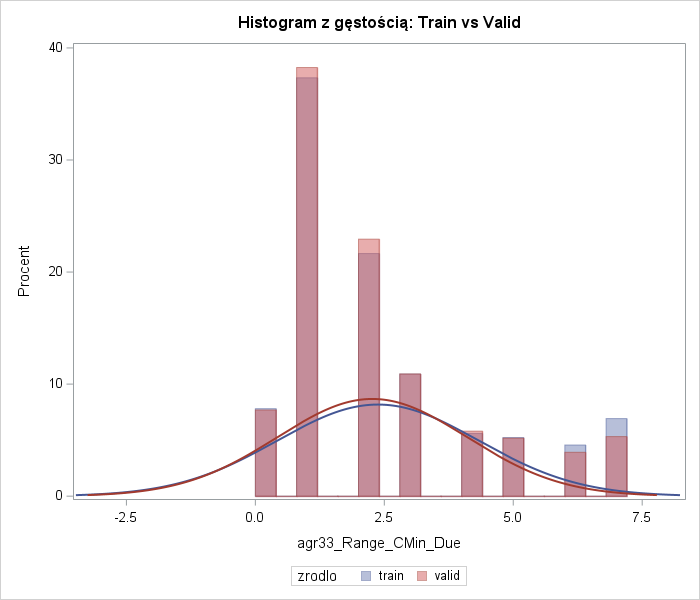 Histogram z gęstością: Train vs Valid
40
30
20
10
0
Procent
-2.5
0.0
2.5
5.0
7.5
agr33_Range_CMin_Due
zrodlo train valid